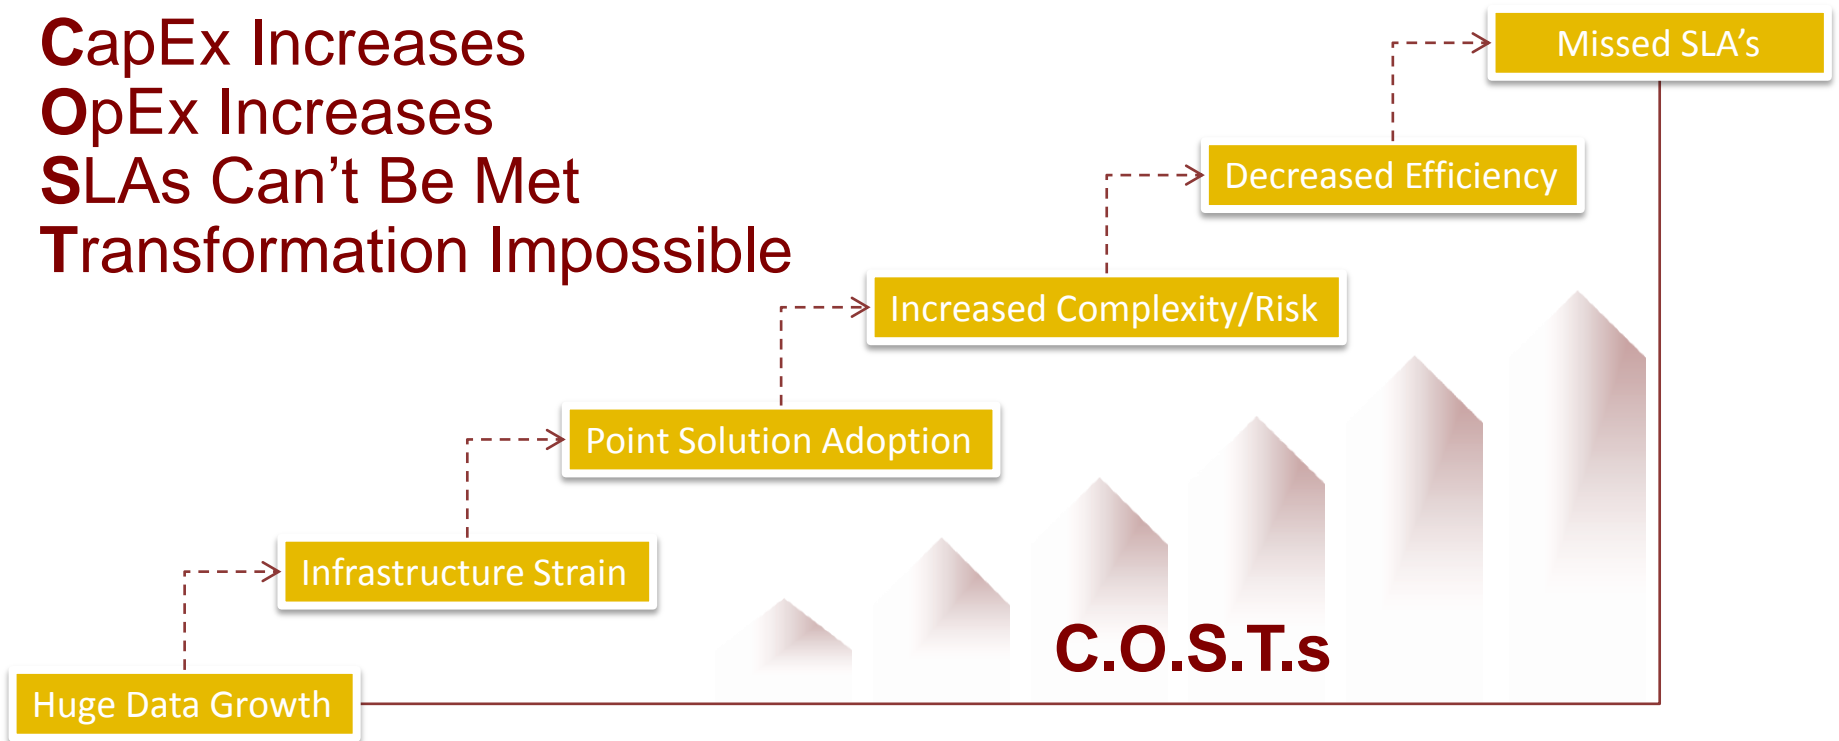 CapEx Increases
OpEx Increases
SLAs Can’t Be Met
Transformation Impossible
Missed SLA’s
Decreased Efficiency
Increased Complexity/Risk
Point Solution Adoption
Infrastructure Strain
C.O.S.T.s
Huge Data Growth